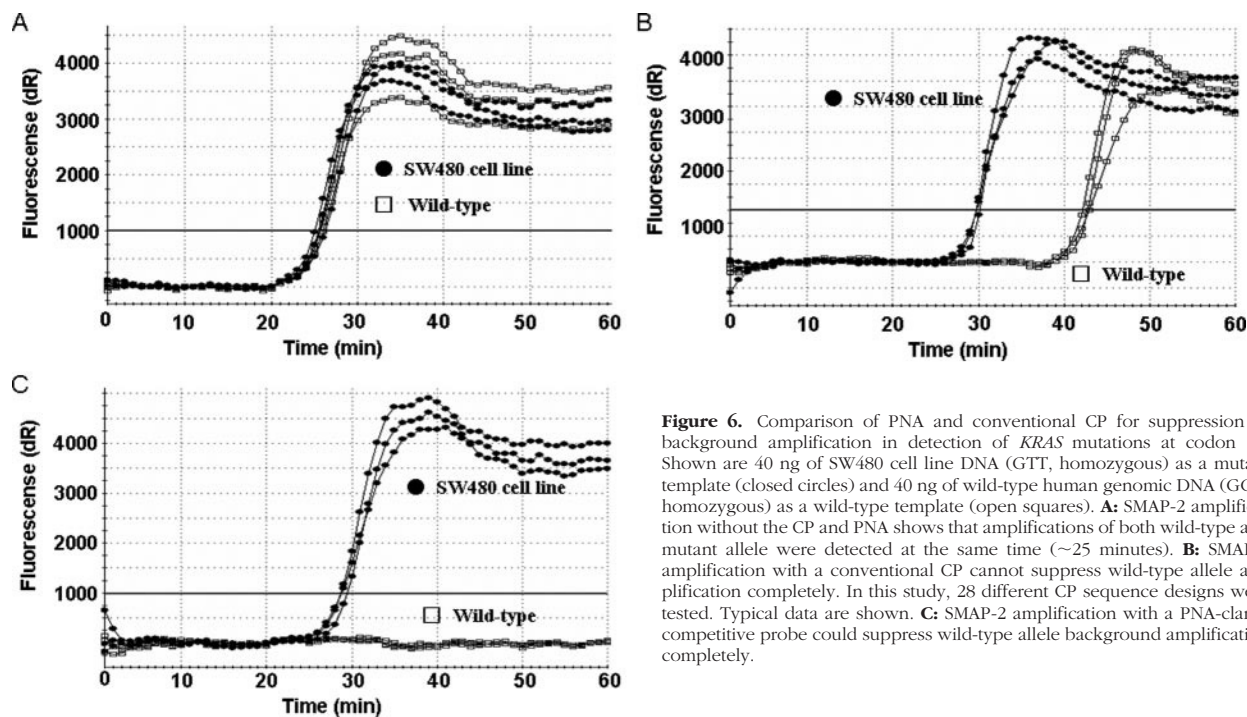 A
Fluorescense (dR)
4000
3000
2000
1000
0
10
20
30
40
50
60
Time (min)
SW480 cell line
Wild-type
B
Fluorescense (dR)
4000
3000
2000
1000
0
10
20
30
40
50
60
Time (min)
SW480 cell line
Wild-type
C
Fluorescense (dR)
4000
3000
2000
1000
0
10
20
30
40
50
60
Time (min)
SW480 cell line
Wild-type
Figure 6. Comparison of PNA and conventional CP for suppression
background amplification in detection of KRAS mutations at codon
Shown are 40 ng of SW480 cell line DNA (GTT, homozygous) as a muta
template (closed circles) and 40 ng of wild-type human genomic DNA (GG
homozygous) as a wild-type template (open squares). A: SMAP-2 amplific
tion without the CP and PNA shows that amplifications of both wild-type a
mutant allele were detected at the same time (~25 minutes). B: SMAP
amplification with a conventional CP cannot suppress wild-type allele a
plification completely. In this study, 28 different CP sequence designs we
tested. Typical data are shown. C: SMAP-2 amplification with a PNA-clam
competitive probe could suppress wild-type allele background amplificatio
completely.